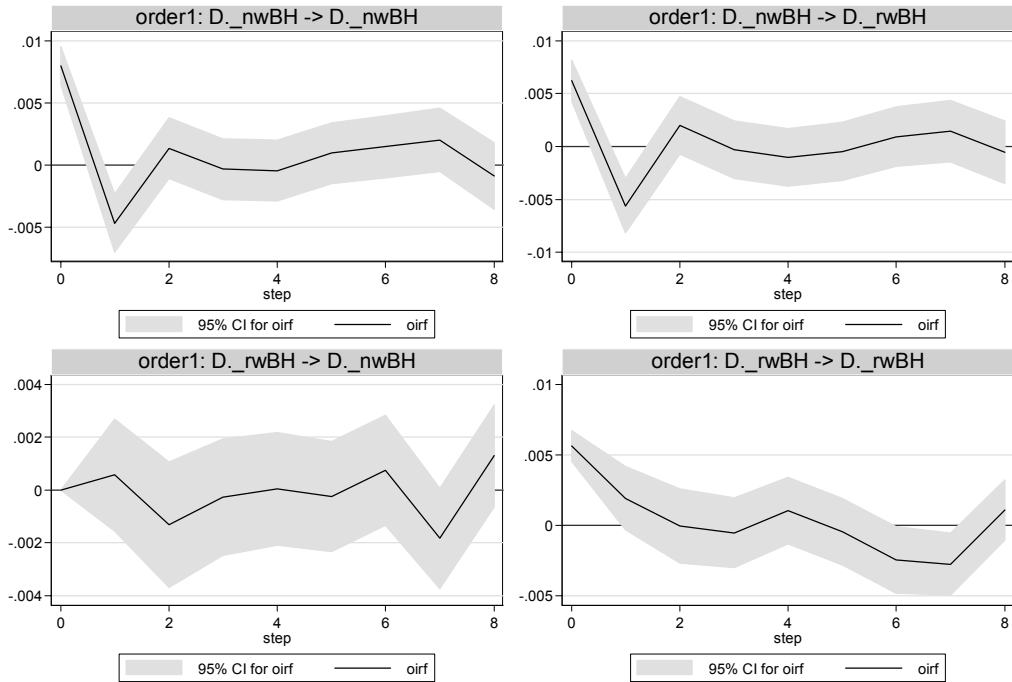 order1: D._nwBH -> D._nwBH
.01
.005
0
-.005
0 2 4 6 8
step
95% CI for oirf oirf
order1: D._nwBH -> D._rwBH
.01
.005
0
-.005
-.01
0 2 4 6 8
step
95% CI for oirf oirf
order1: D._rwBH -> D._nwBH
.004
.002
0
-.002
-.004
0 2 4 6 8
step
95% CI for oirf oirf
order1: D._rwBH -> D._rwBH
.01
.005
0
-.005
0 2 4 6 8
step
95% CI for oirf oirf